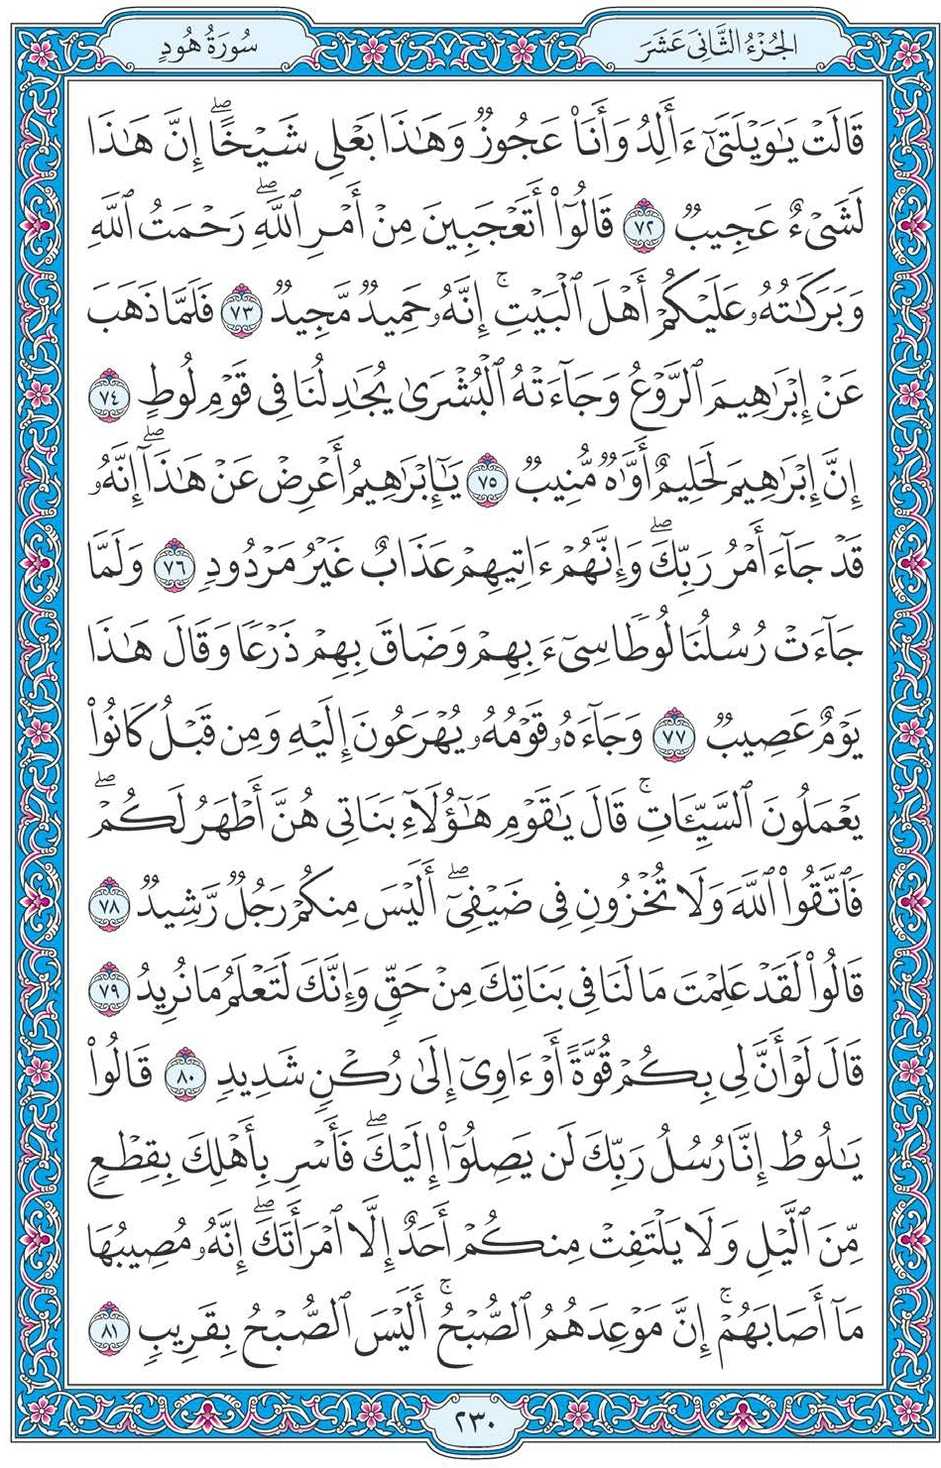 الجُزْءُ الثَّانِي عَشَرَ
سُورَةُ هُودٍ
قَالَتْ يَٰوَيْلَتَىٰٓ ءَأَلِدُ وَأَنَا۠ عَجُوزٞ وَهَٰذَا بَعْلِي شَيْخًاۖ إِنَّ هَٰذَا
لَشَيْءٌ عَجِيبٞ ٧٢ قَالُوٓاْ أَتَعْجَبِينَ مِنْ أَمْرِ ٱللَّهِۖ رَحْمَتُ ٱللَّهِ
وَبَرَكَٰتُهُۥ عَلَيْكُمْ أَهْلَ ٱلْبَيْتِۚ إِنَّهُۥ حَمِيدٞ مَّجِيدٞ ٧٣ فَلَمَّا ذَهَبَ
عَنْ إِبْرَٰهِيمَ ٱلرَّوْعُ وَجَآءَتْهُ ٱلْبُشْرَىٰ يُجَٰدِلُنَا فِي قَوْمِ لُوطٍ ٧٤
إِنَّ إِبْرَٰهِيمَ لَحَلِيمٌ أَوَّٰهٞ مُّنِيبٞ ٧٥ يَٰٓإِبْرَٰهِيمُ أَعْرِضْ عَنْ هَٰذَآۖ إِنَّهُۥ
قَدْ جَآءَ أَمْرُ رَبِّكَۖ وَإِنَّهُمْ ءَاتِيهِمْ عَذَابٌ غَيْرُ مَرْدُودٖ ٧٦ وَلَمَّا
جَآءَتْ رُسُلُنَا لُوطٗا سِيٓءَ بِهِمْ وَضَاقَ بِهِمْ ذَرْعٗا وَقَالَ هَٰذَا
يَوْمٌ عَصِيبٞ ٧٧ وَجَآءَهُۥ قَوْمُهُۥ يُهْرَعُونَ إِلَيْهِ وَمِن قَبْلُ كَانُواْ
يَعْمَلُونَ ٱلسَّيِّـَٔاتِۚ قَالَ يَٰقَوْمِ هَٰٓؤُلَآءِ بَنَاتِي هُنَّ أَطْهَرُ لَكُمْۖ
فَٱتَّقُواْ ٱللَّهَ وَلَا تُخْزُونِ فِي ضَيْفِيٓۖ أَلَيْسَ مِنكُمْ رَجُلٞ رَّشِيدٞ ٧٨
قَالُواْ لَقَدْ عَلِمْتَ مَا لَنَا فِي بَنَاتِكَ مِنْ حَقّٖ وَإِنَّكَ لَتَعْلَمُ مَا نُرِيدُ ٧٩
قَالَ لَوْ أَنَّ لِي بِكُمْ قُوَّةً أَوْ ءَاوِيٓ إِلَىٰ رُكْنٖ شَدِيدٖ ٨٠ قَالُواْ
يَٰلُوطُ إِنَّا رُسُلُ رَبِّكَ لَن يَصِلُوٓاْ إِلَيْكَۖ فَأَسْرِ بِأَهْلِكَ بِقِطْعٖ
مِّنَ ٱلَّيْلِ وَلَا يَلْتَفِتْ مِنكُمْ أَحَدٌ إِلَّا ٱمْرَأَتَكَۖ إِنَّهُۥ مُصِيبُهَا
مَآ أَصَابَهُمْۚ إِنَّ مَوْعِدَهُمُ ٱلصُّبْحُۚ أَلَيْسَ ٱلصُّبْحُ بِقَرِيبٖ ٨١
٢٣٠